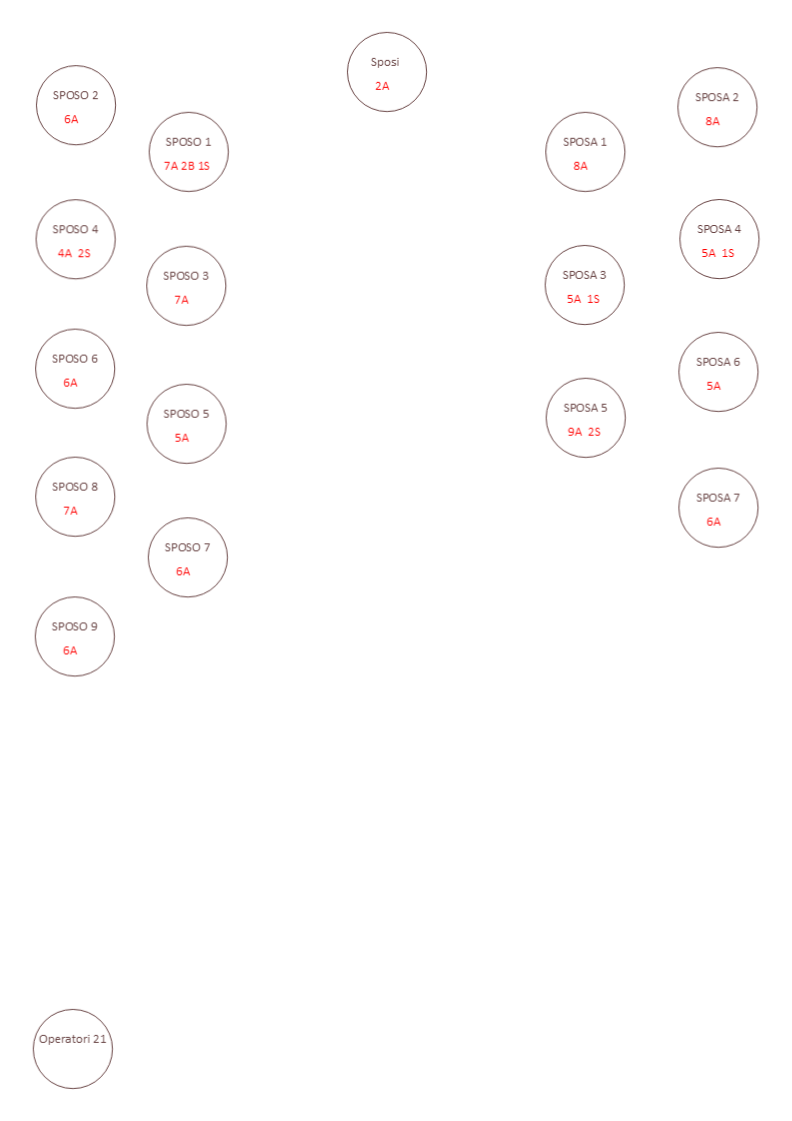 Sposi
2A
SPOSO 2
6A
SPOSA 2
8A
SPOSO 1
7A 2B 1S
SPOSA 1
8A
SPOSO 4
4A 2S
SPOSA 4
5A 1S
SPOSO 3
7A
SPOSA 3
5A 1S
SPOSO 6
6A
SPOSA 6
5A
SPOSO 5
5A
SPOSA 5
9A 2S
SPOSO 8
7A
SPOSA 7
6A
SPOSO 7
6A
SPOSO 9
6A
Operatori 21